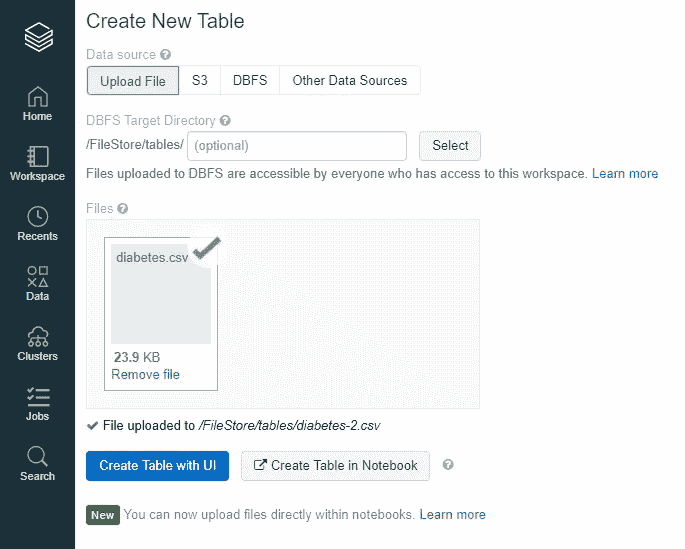 Create New Table
Data source ?
Upload File S3 DBFS Other Data Sources
DBFS Target Directory ?
/FileStore/tables/ (optional) Select
Files uploaded to DBFS are accessible by everyone who has access to this workspace. Learn more
Files ?
diabetes.csv
23.9 KB
Remove file
File uploaded to /FileStore/tables/diabetes-2.csv
Create Table with UI Create Table in Notebook ?
New You can now upload files directly within notebooks. Learn more
Home
Workspace
Recents
Data
Clusters
Jobs
Search